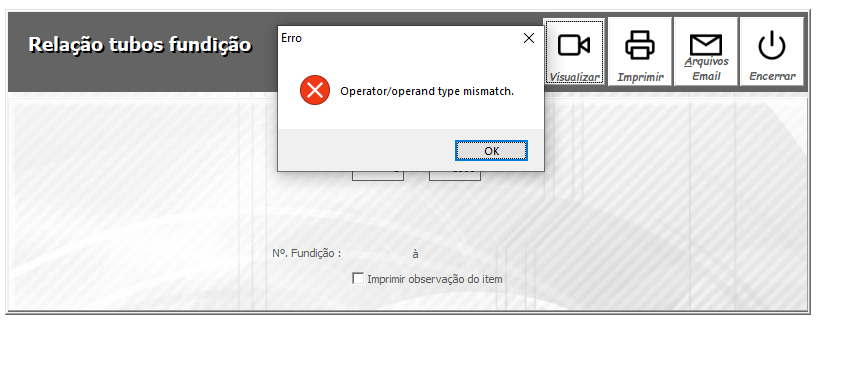 Relação tubos fundição
Erro
Operator/operand type mismatch.
OK
Visualizar
Imprimir
Arquivos
Email
Encerrar
Nº. Fundição :
à
Imprimir observação do item